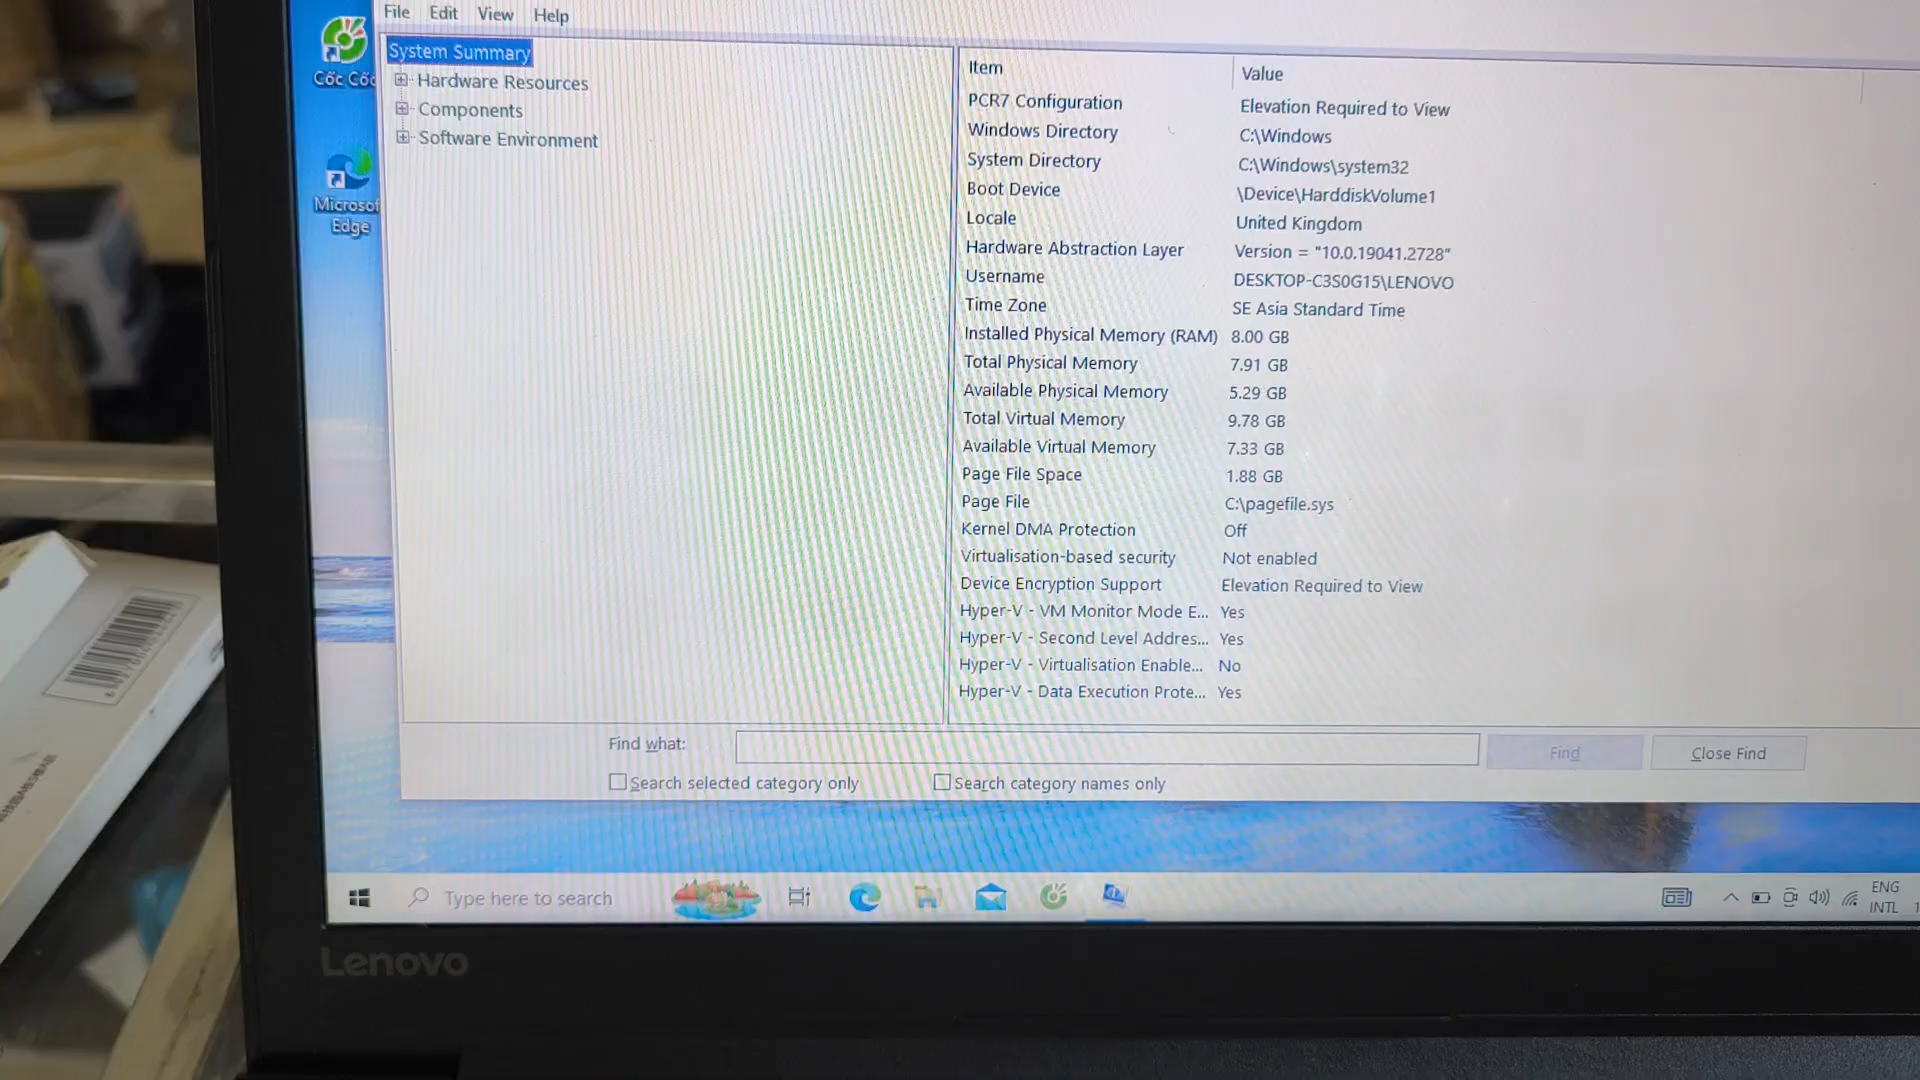 File Edit View Help
Cốc Cốc
Microsof
Edge
System Summary
Hardware Resources
Components
Software Environment
Item Value
PCR7 Configuration Elevation Required to View
Windows Directory C:\Windows
System Directory C:\Windows\system32
Boot Device \Device\HarddiskVolume1
Locale United Kingdom
Hardware Abstraction Layer Version = "10.0.19041.2728"
Username DESKTOP-C3S0G15\LENOVO
Time Zone SE Asia Standard Time
Installed Physical Memory (RAM) 8.00 GB
Total Physical Memory 7.91 GB
Available Physical Memory 5.29 GB
Total Virtual Memory 9.78 GB
Available Virtual Memory 7.33 GB
Page File Space 1.88 GB
Page File C:\pagefile.sys
Kernel DMA Protection Off
Virtualisation-based security Not enabled
Device Encryption Support Elevation Required to View
Hyper-V - VM Monitor Mode E... Yes
Hyper-V - Second Level Addres... Yes
Hyper-V - Virtualisation Enable... No
Hyper-V - Data Execution Prote... Yes
Find what: Find Close Find
Search selected category only Search category names only
Type here to search
ENG
INTL
Lenovo